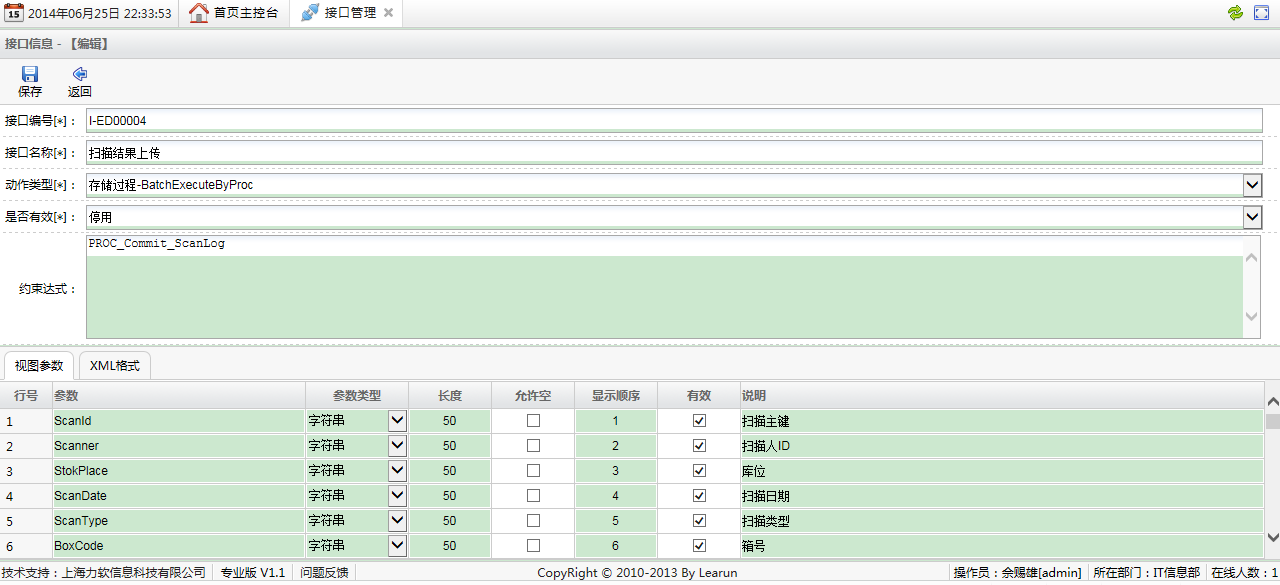 15 2014年06月25日 22:33:53 首页主控台 接口管理
接口信息 - 【编辑】
保存 返回
接口编号[*]： I-ED00004
接口名称[*]： 扫描结果上传
动作类型[*]： 存储过程-BatchExecuteByProc
是否有效[*]： 停用
约束达式： PROC_Commit_ScanLog
视图参数 XML格式
行号 参数 参数类型 长度 允许空 显示顺序 有效 说明
1 ScanId 字符串 50 1 扫描主键
2 Scanner 字符串 50 2 扫描人ID
3 StokPlace 字符串 50 3 库位
4 ScanDate 字符串 50 4 扫描日期
5 ScanType 字符串 50 5 扫描类型
6 BoxCode 字符串 50 6 箱号
技术支持：上海力软信息科技有限公司 专业版 V1.1 问题反馈 CopyRight © 2010-2013 By Learun 操作员：余赐雄[admin] 所在部门：IT信息部 在线人数：1